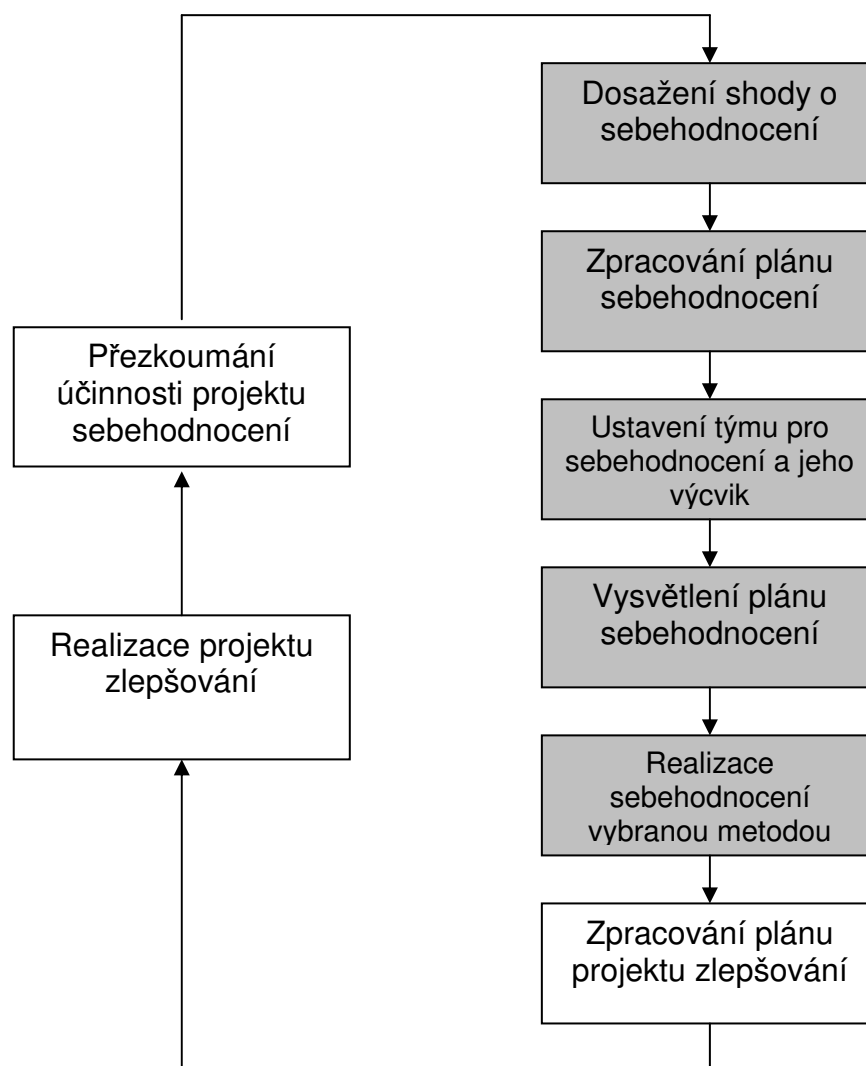 Dosažení shody o
sebehodnocení
Zpracování plánu
sebehodnocení
Ustavení týmu pro
sebehodnocení a jeho
výcvik
Vysvětlení plánu
sebehodnocení
Realizace
sebehodnocení
vybranou metodou
Zpracování plánu
projektu zlepšování
Realizace projektu
zlepšování
Přezkoumání
účinnosti projektu
sebehodnocení